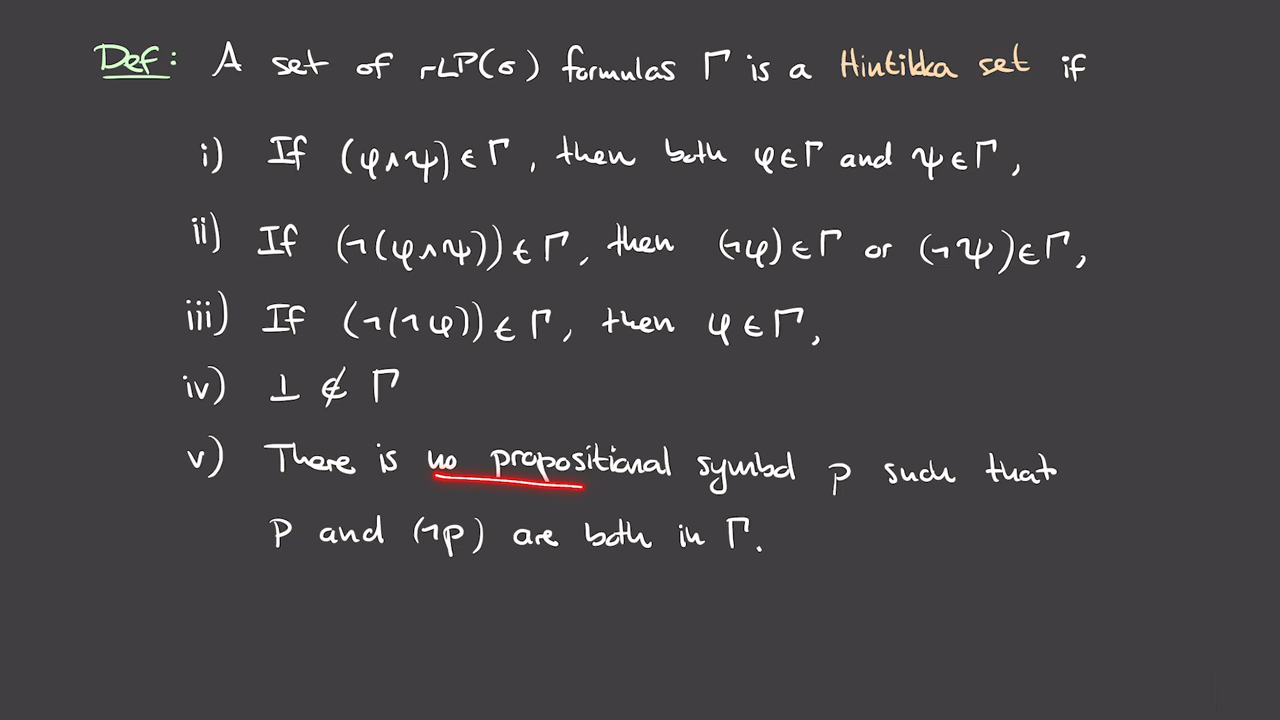 Def: A set of rLP(σ) formulas Γ is a Hintikka set if
i) If (φ∧ψ)∈Γ, then both φ∈Γ and ψ∈Γ,
ii) If (¬(φ∧ψ))∈Γ, then (¬φ)∈Γ or (¬ψ)∈Γ,
iii) If (¬(¬φ))∈Γ, then φ∈Γ,
iv) ⊥∉Γ
v) There is no propositional symbol p such that
p and (¬p) are both in Γ.